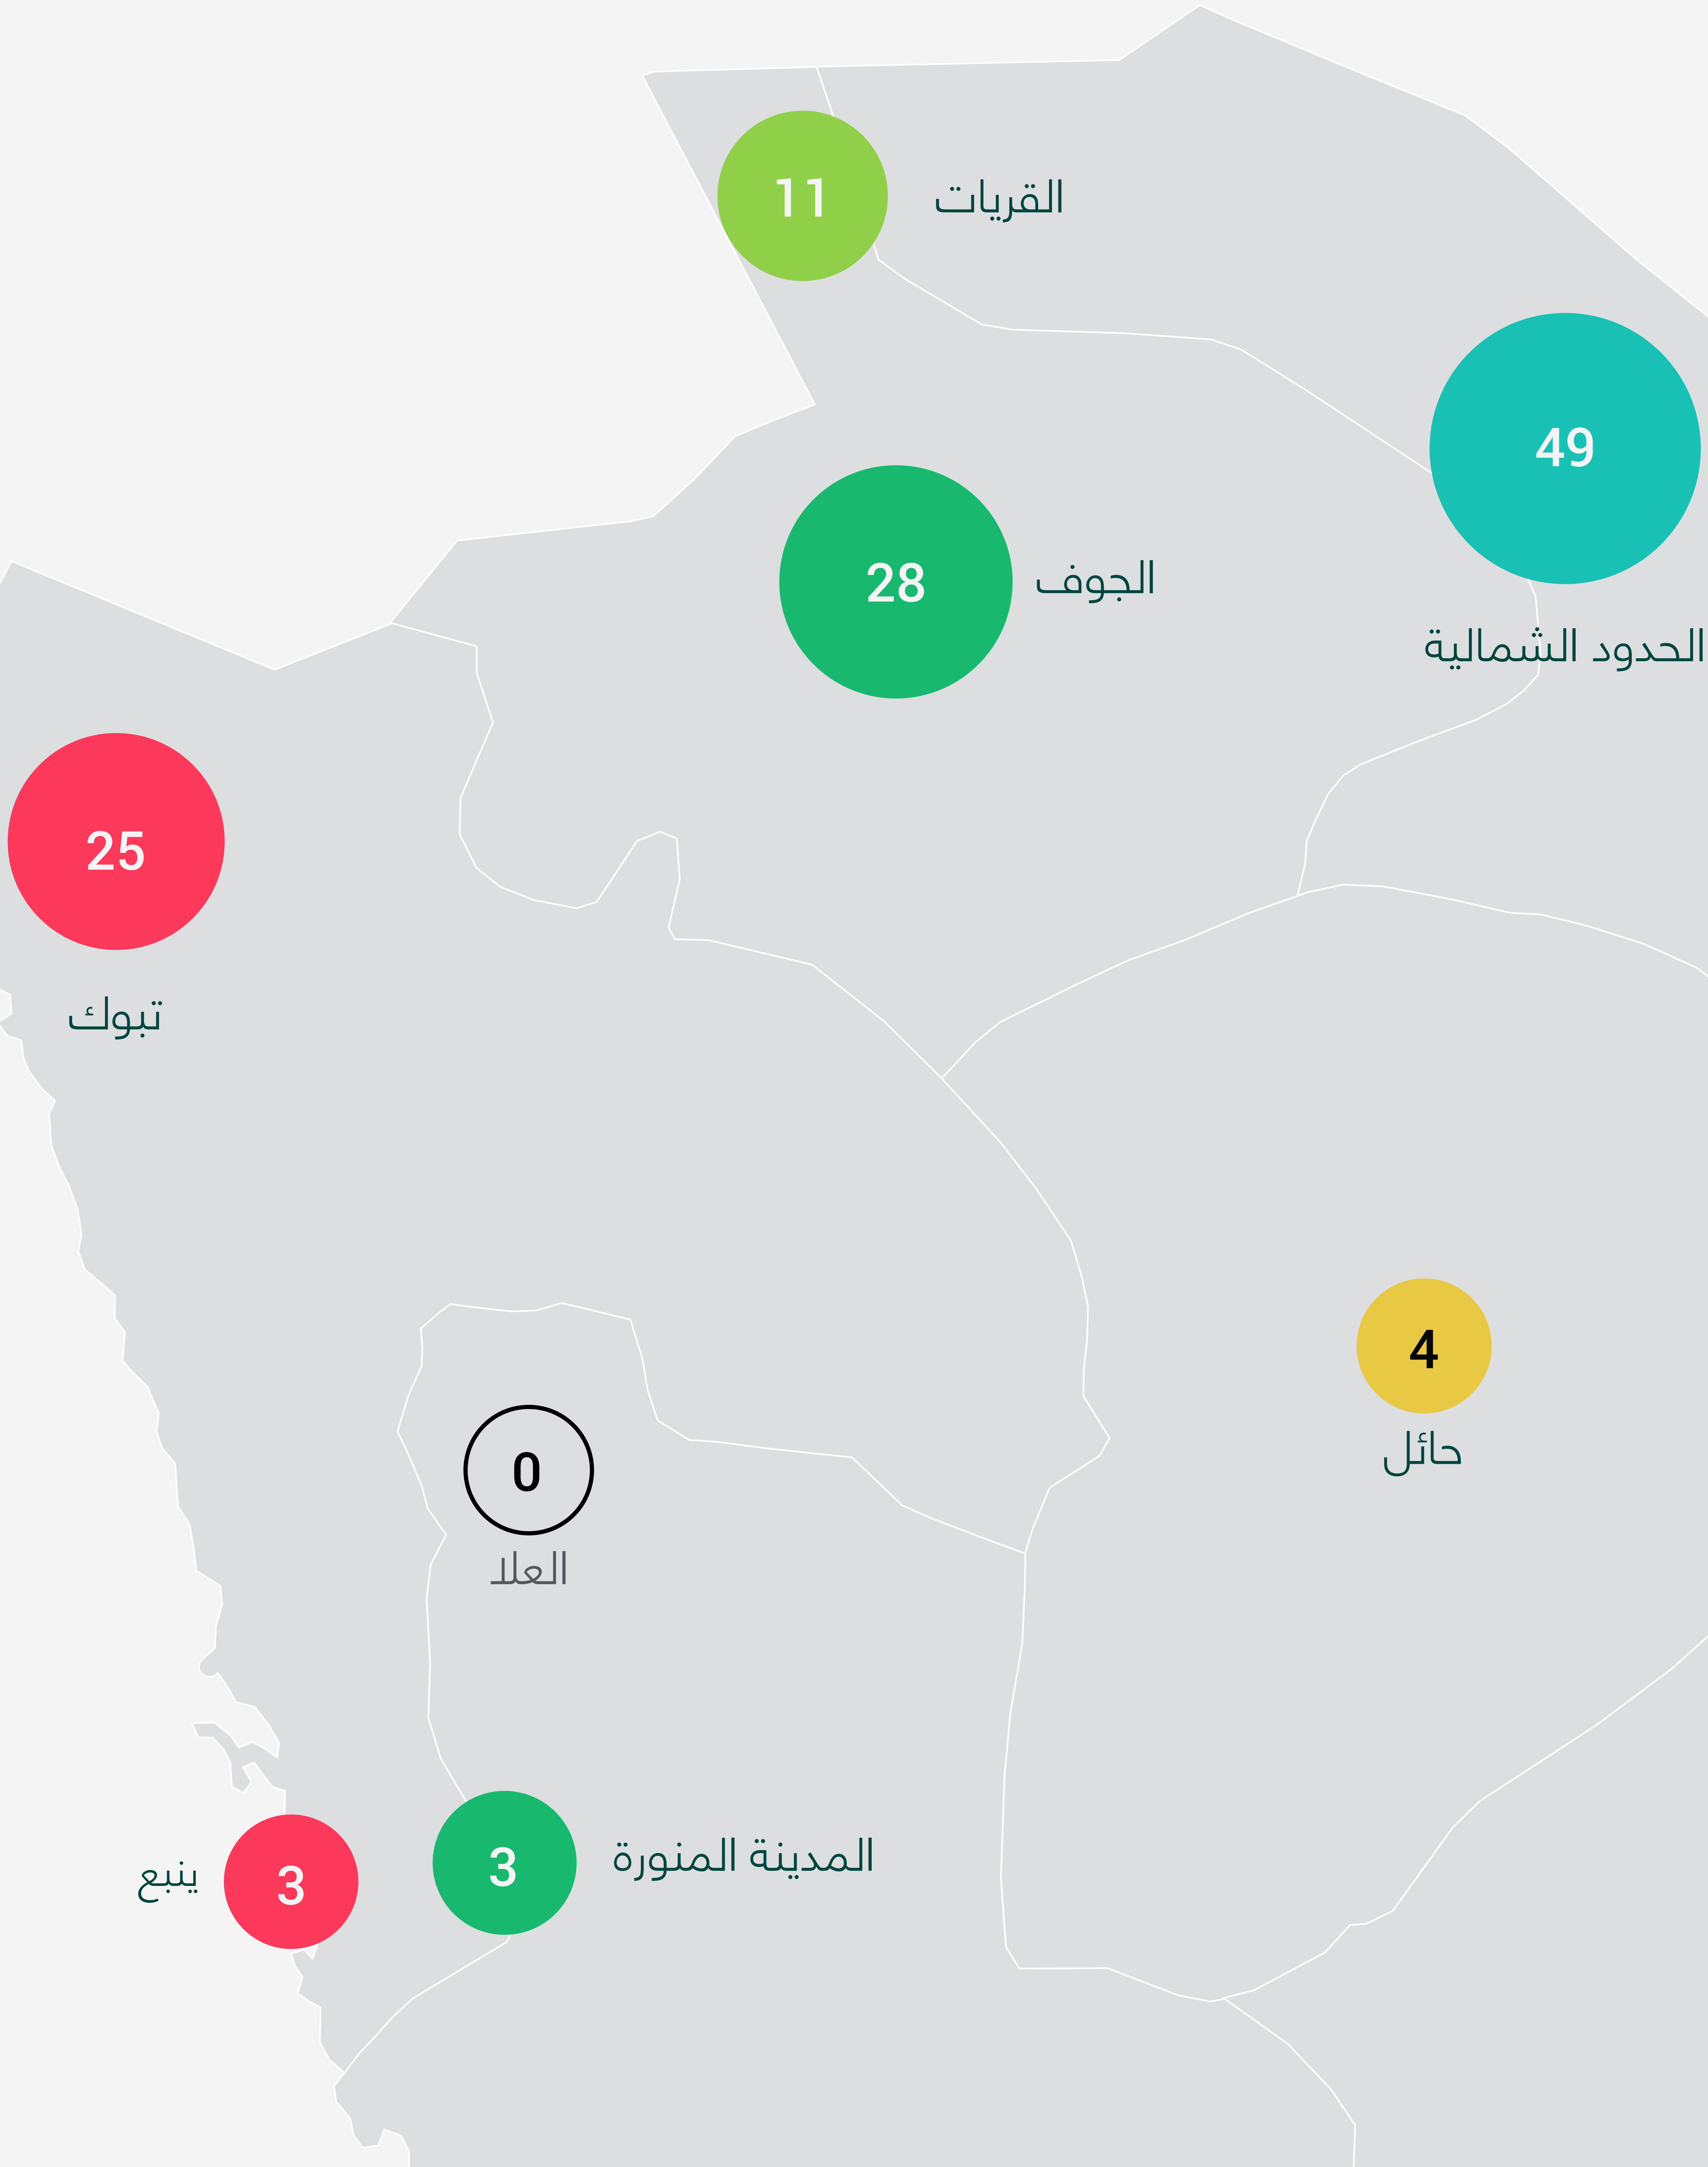 11
القريات
49
الحدود الشمالية
28
الجوف
25
تبوك
4
حائل
0
العلا
3
المدينة المنورة
3
ينبع